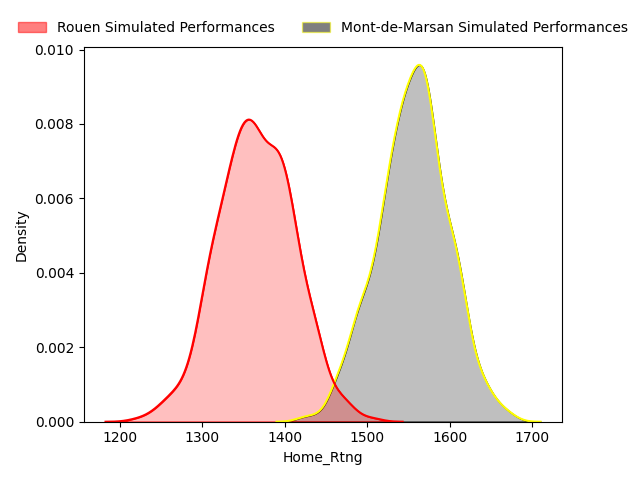 Rouen Simulated Performances Mont-de-Marsan Simulated Performances
0.010
0.008
0.006
0.004
0.002
0.000
Density
1200 1300 1400 1500 1600 1700
Home_Rtng